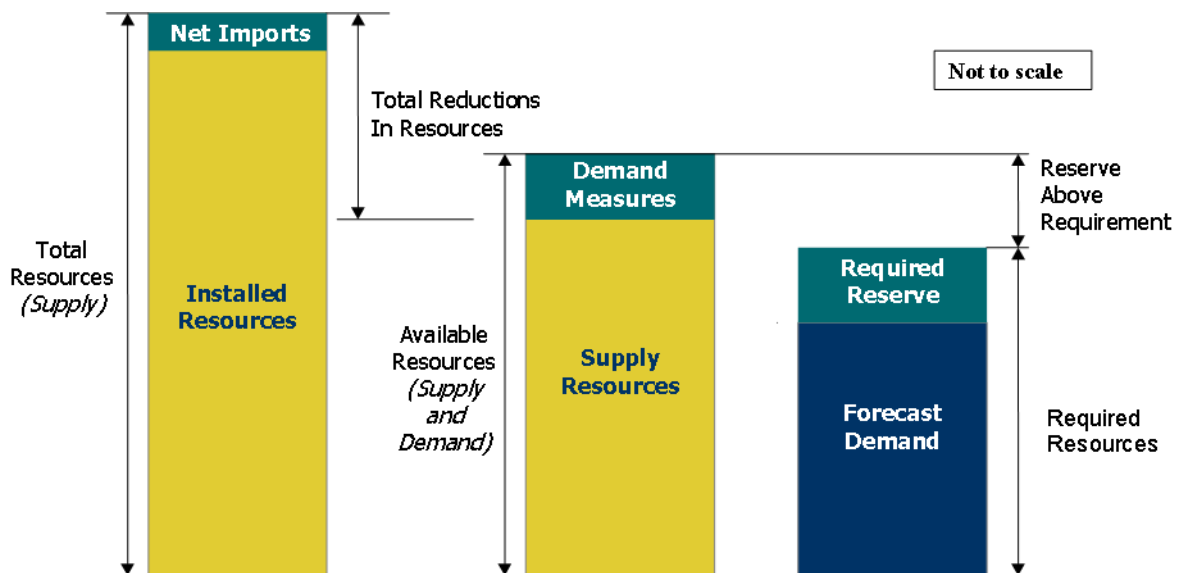 Net Imports
Not to scale
Total Reductions
In Resources
Demand
Measures
Reserve
Above
Requirement
Total
Resources
(Supply)
Installed
Resources
Required
Reserve
Available
Resources
(Supply
and
Demand)
Supply
Resources
Forecast
Demand
Required
Resources